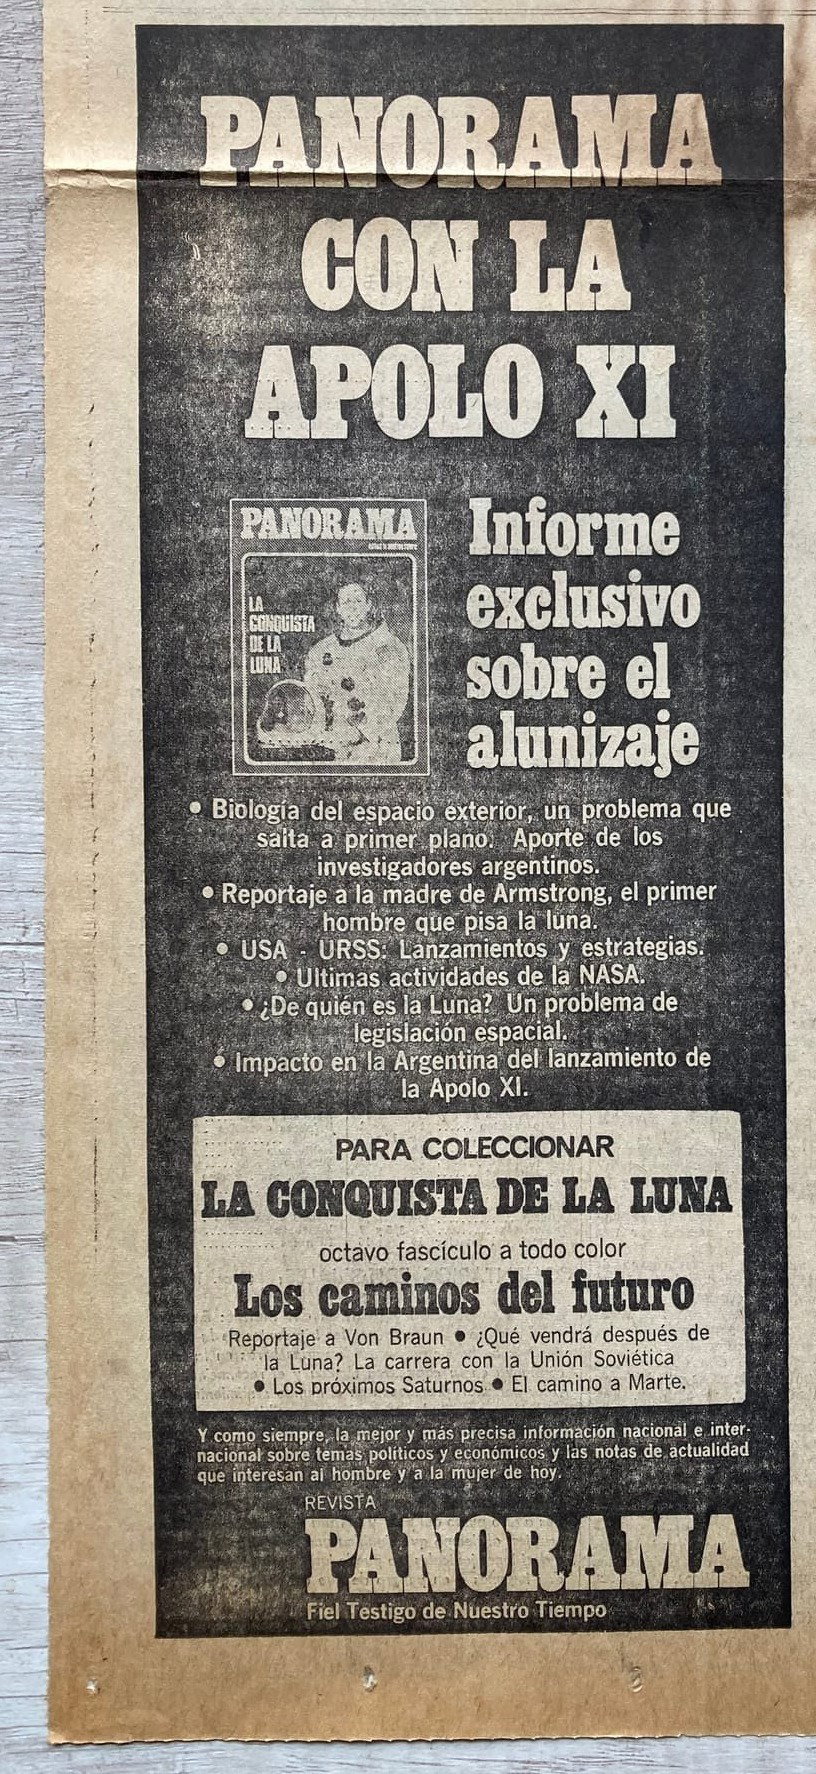 PANORAMA
CON LA
APOLO XI
PANORAMA
LA
CONQUISTA
DE LA
LUNA
Informe
exclusivo
sobre el
alunizaje
• Biología del espacio exterior, un problema que
salta a primer plano. Aporte de los
investigadores argentinos.
• Reportaje a la madre de Armstrong, el primer
hombre que pisa la luna.
• USA - URSS: Lanzamientos y estrategias.
• Ultimas actividades de la NASA.
• ¿De quién es la Luna? Un problema de
legislación espacial.
• Impacto en la Argentina del lanzamiento de
la Apolo XI.
PARA COLECCIONAR
LA CONQUISTA DE LA LUNA
octavo fascículo a todo color
Los caminos del futuro
Reportaje a Von Braun • ¿Qué vendrá después de
la Luna? La carrera con la Unión Soviética
• Los próximos Saturnos • El camino a Marte.
Y como siempre, la mejor y más precisa información nacional e inter-
nacional sobre temas políticos y económicos y las notas de actualidad
que interesan al hombre y a la mujer de hoy.
REVISTA
PANORAMA
Fiel Testigo de Nuestro Tiempo